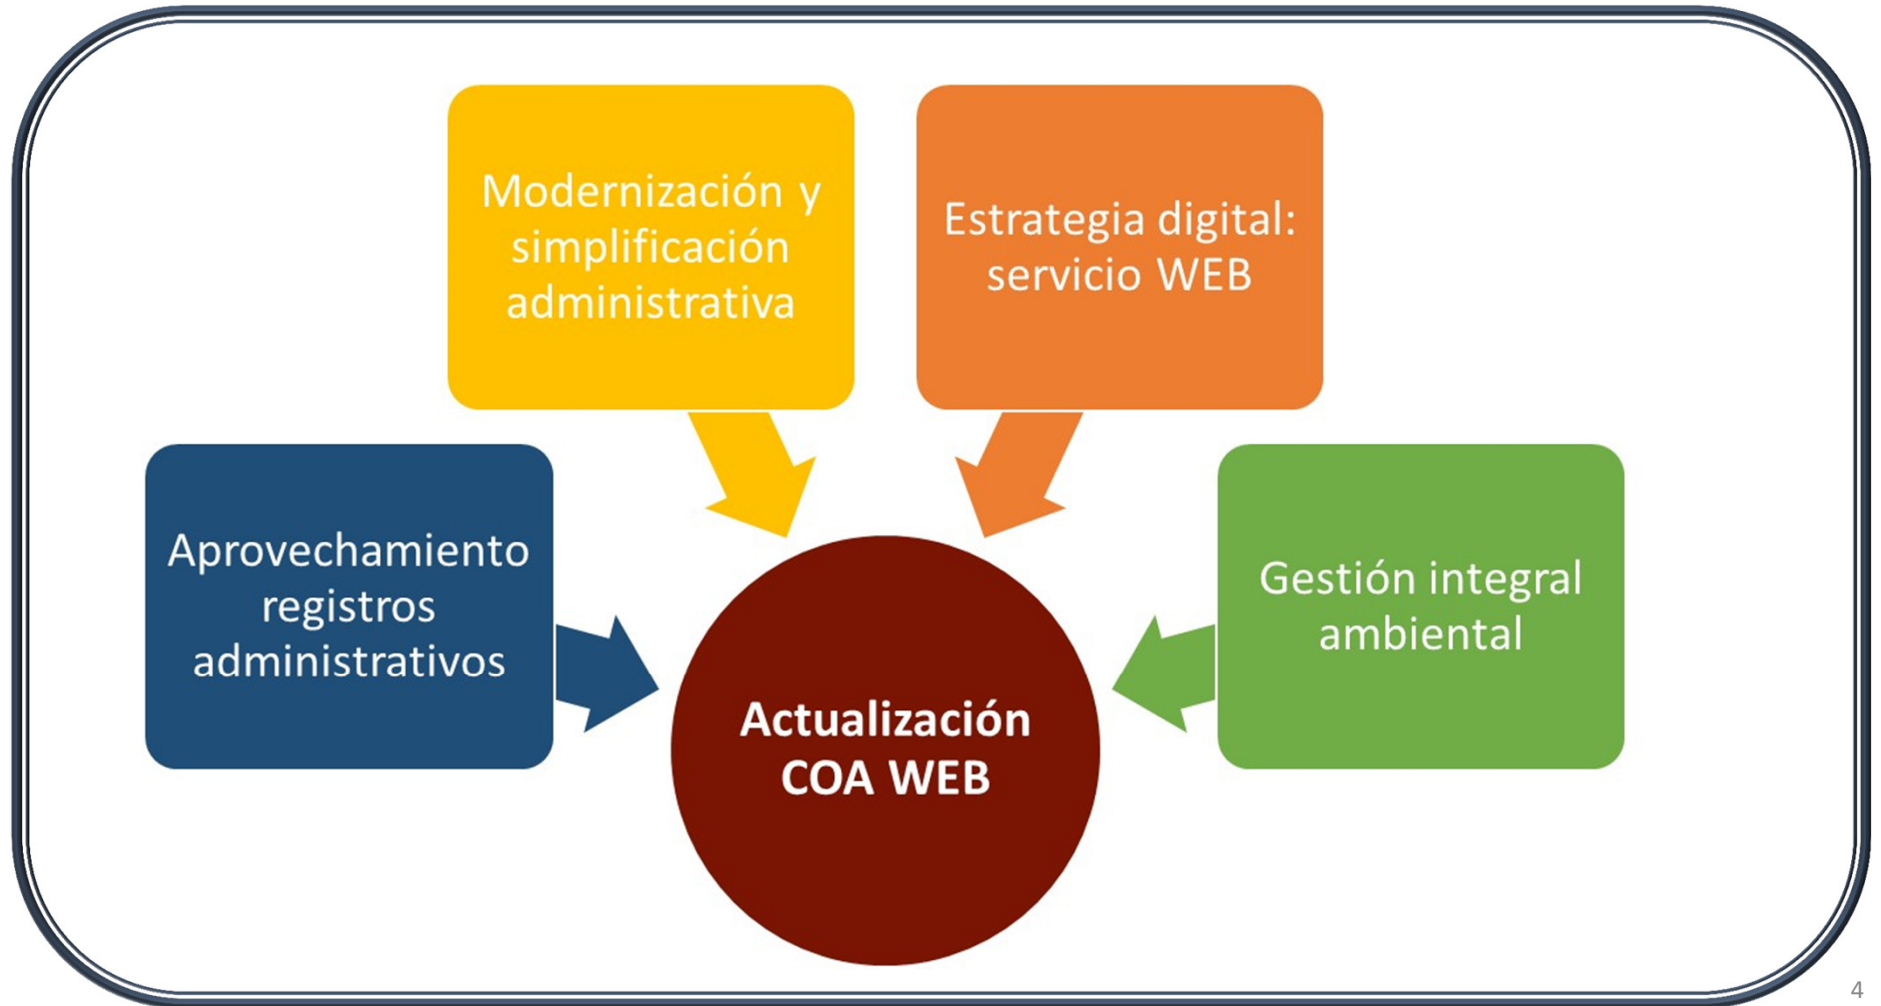 Modernización y
simplificación
administrativa
Estrategia digital:
servicio WEB
Aprovechamiento
registros
administrativos
Gestión integral
ambiental
Actualización
COA WEB
4